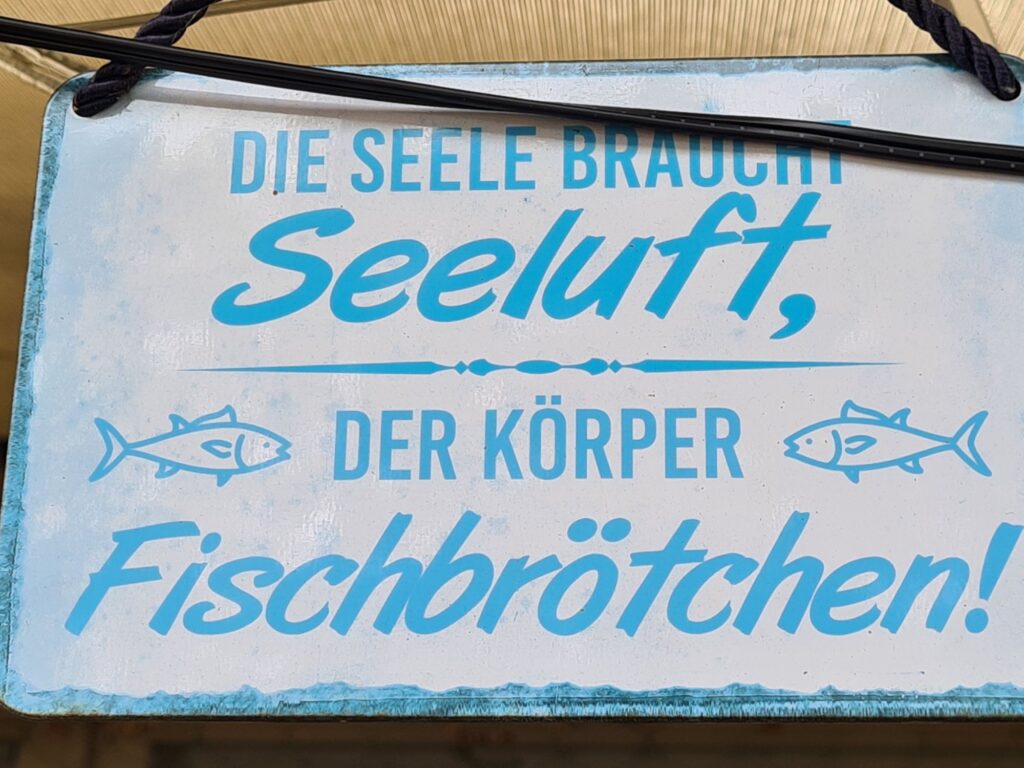 DIE SEELE BRAUCHT
Seeluft,
DER KÖRPER
Fischbrötchen!